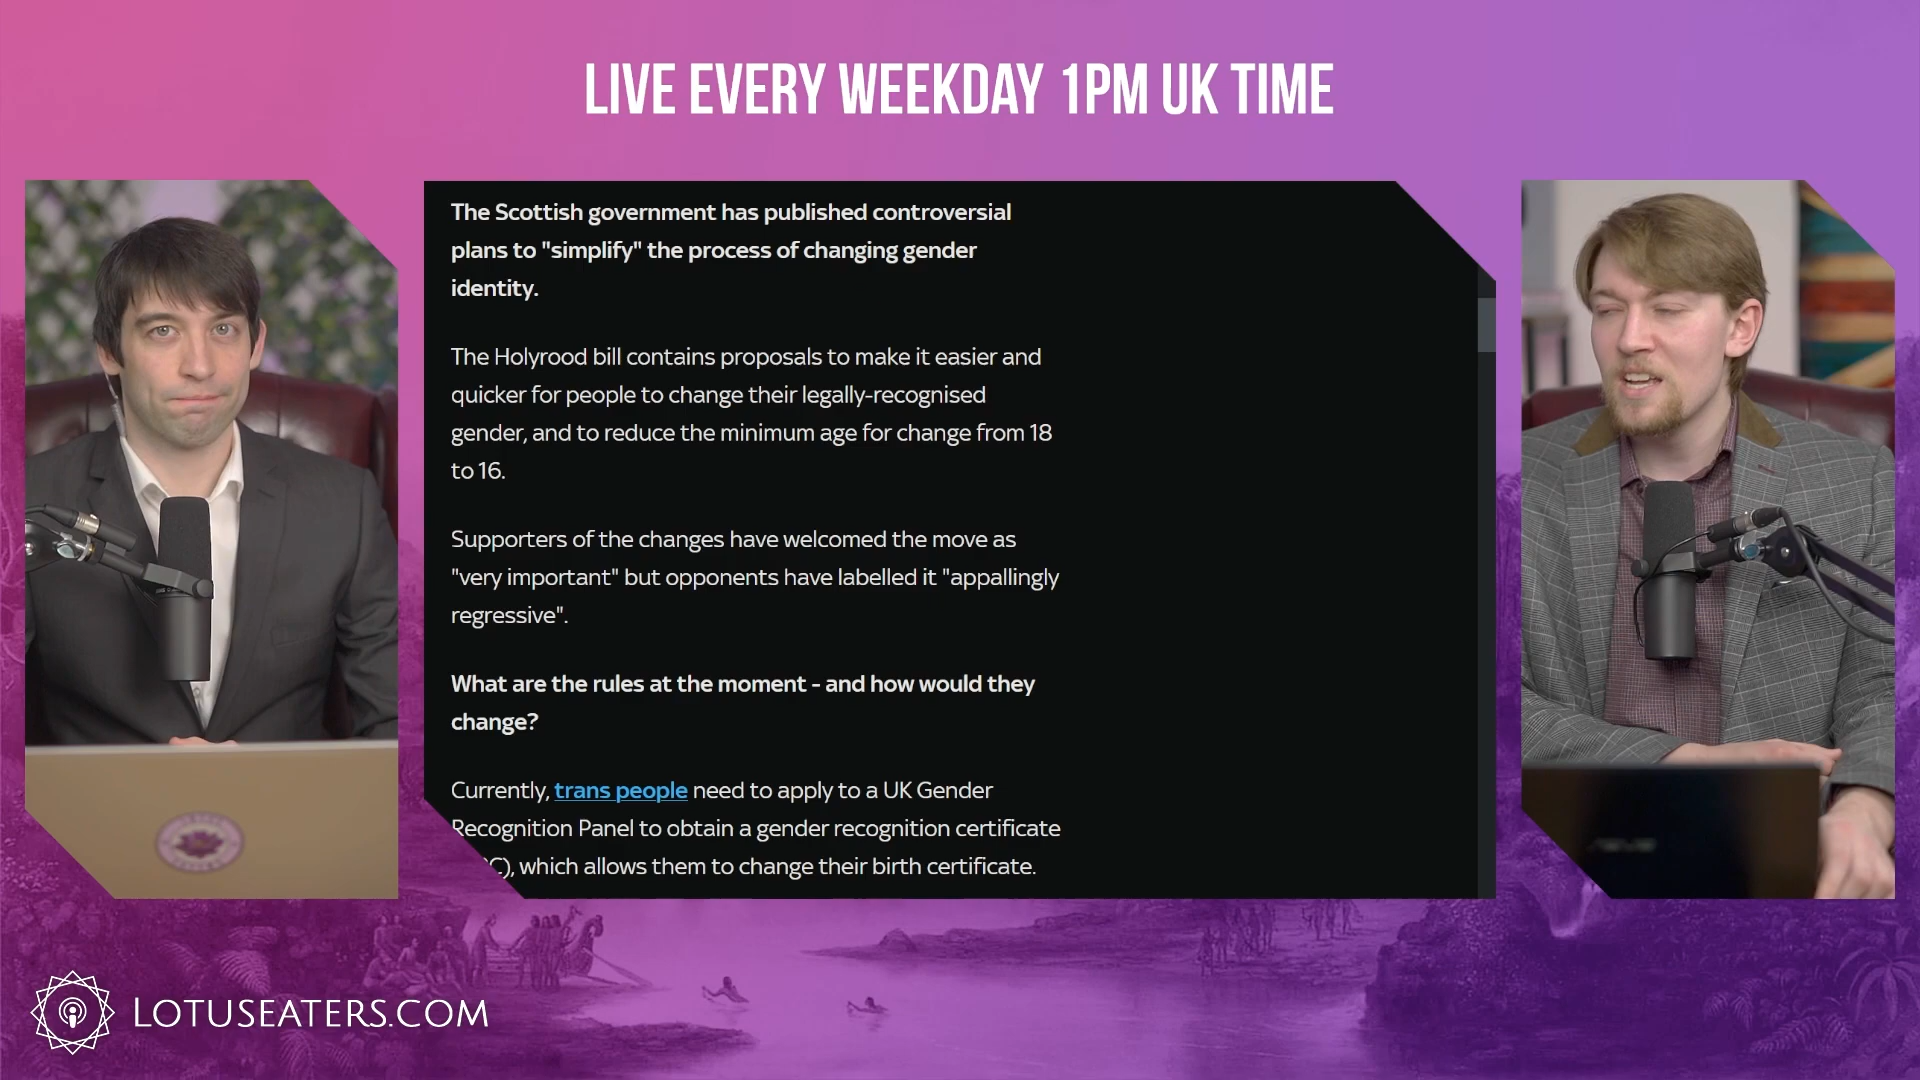 LIVE EVERY WEEKDAY 1PM UK TIME
The Scottish government has published controversial
plans to "simplify" the process of changing gender
identity.
The Holyrood bill contains proposals to make it easier and
quicker for people to change their legally-recognised
gender, and to reduce the minimum age for change from 18
to 16.
Supporters of the changes have welcomed the move as
"very important" but opponents have labelled it "appallingly
regressive".
What are the rules at the moment - and how would they
change?
Currently, trans people need to apply to a UK Gender
Recognition Panel to obtain a gender recognition certificate
C), which allows them to change their birth certificate.
LOTUSEATERS.COM